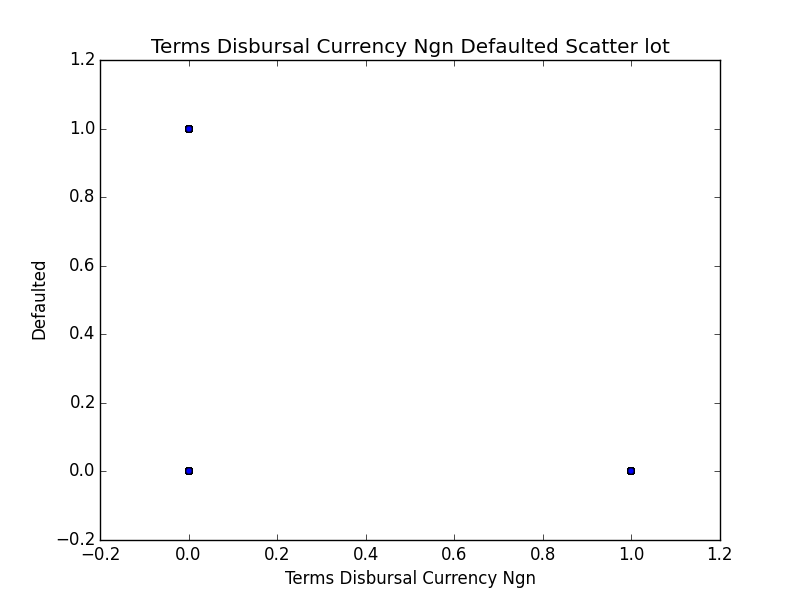 Terms Disbursal Currency Ngn Defaulted Scatter lot
1.2
1.0
0.8
0.6
0.4
0.2
0.0
−0.2
Defaulted
−0.2 0.0 0.2 0.4 0.6 0.8 1.0 1.2
Terms Disbursal Currency Ngn